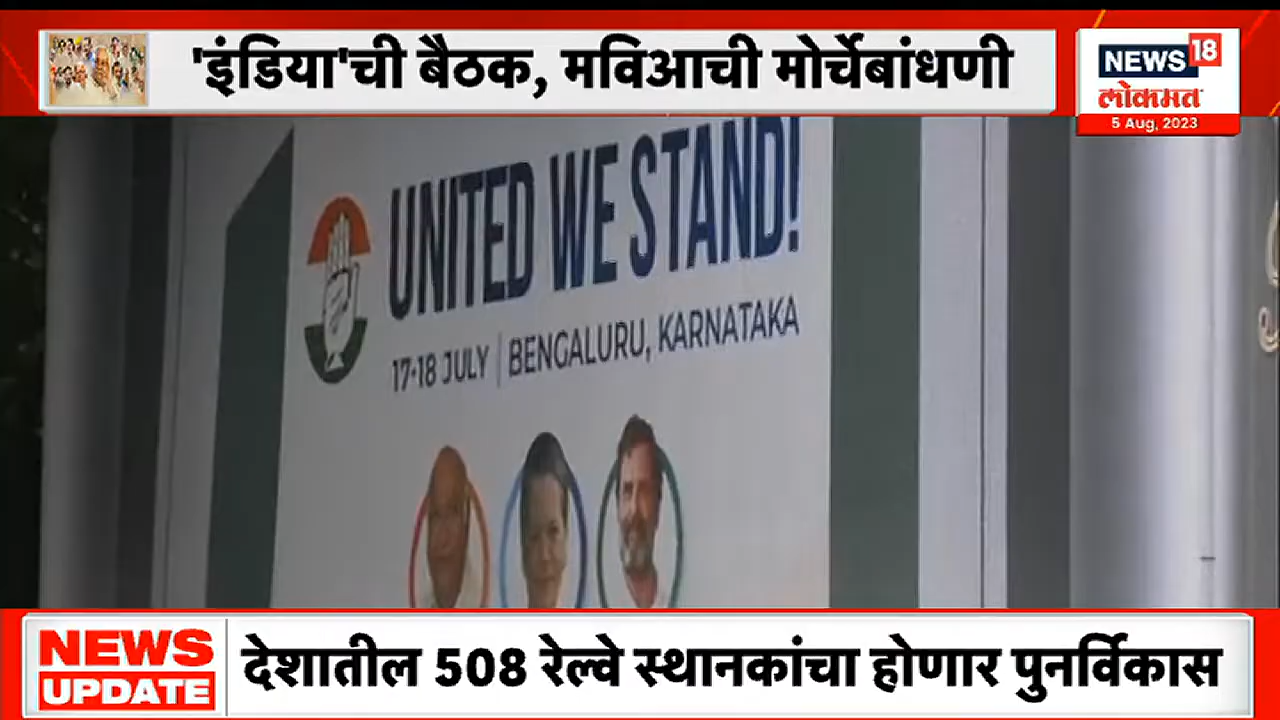 'इंडिया'ची बैठक, मविआची मोर्चेबांधणी
NEWS 18
लोकमत
5 Aug, 2023
UNITED WE STAND!
17-18 JULY | BENGALURU, KARNATAKA
NEWS
UPDATE
देशातील 508 रेल्वे स्थानकांचा होणार पुनर्विकास